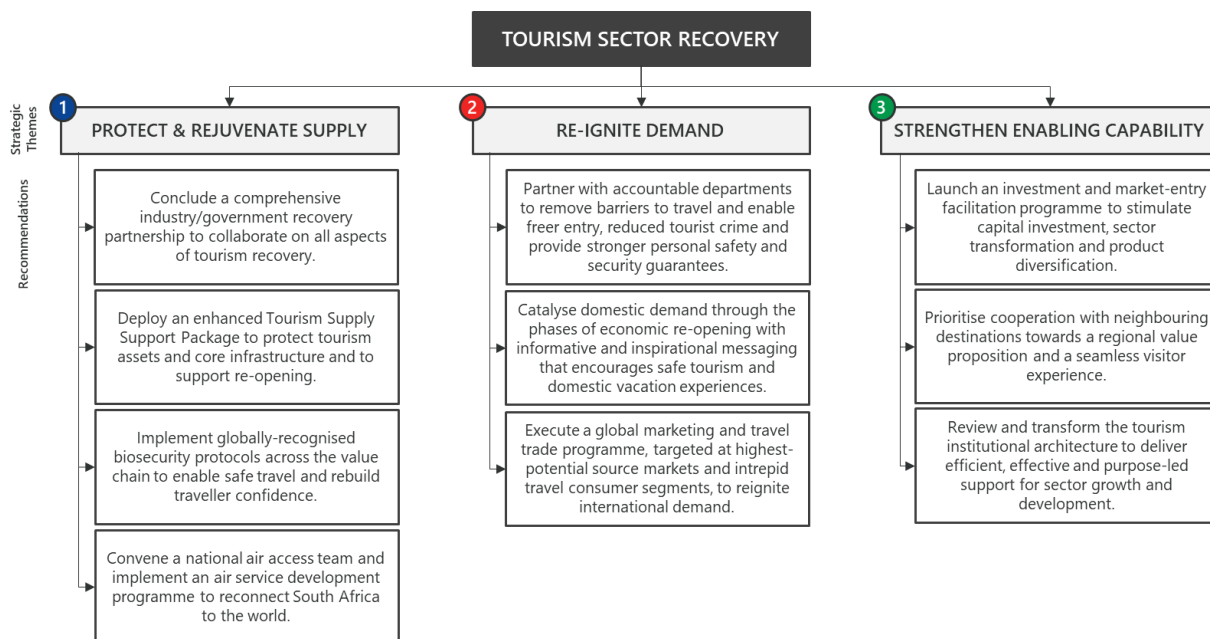 TOURISM SECTOR RECOVERY
Strategic
Themes
1
PROTECT & REJUVENATE SUPPLY
2
RE-IGNITE DEMAND
3
STRENGTHEN ENABLING CAPABILITY
Recommendations
Conclude a comprehensive
industry/government recovery
partnership to collaborate on all aspects
of tourism recovery.
Deploy an enhanced Tourism Supply
Support Package to protect tourism
assets and core infrastructure and to
support re-opening.
Implement globally-recognised
biosecurity protocols across the value
chain to enable safe travel and rebuild
traveller confidence.
Convene a national air access team and
implement an air service development
programme to reconnect South Africa
to the world.
Partner with accountable departments
to remove barriers to travel and enable
freer entry, reduced tourist crime and
provide stronger personal safety and
security guarantees.
Catalyse domestic demand through the
phases of economic re-opening with
informative and inspirational messaging
that encourages safe tourism and
domestic vacation experiences.
Execute a global marketing and travel
trade programme, targeted at highest-
potential source markets and intrepid
travel consumer segments, to reignite
international demand.
Launch an investment and market-entry
facilitation programme to stimulate
capital investment, sector
transformation and product
diversification.
Prioritise cooperation with neighbouring
destinations towards a regional value
proposition and a seamless visitor
experience.
Review and transform the tourism
institutional architecture to deliver
efficient, effective and purpose-led
support for sector growth and
development.